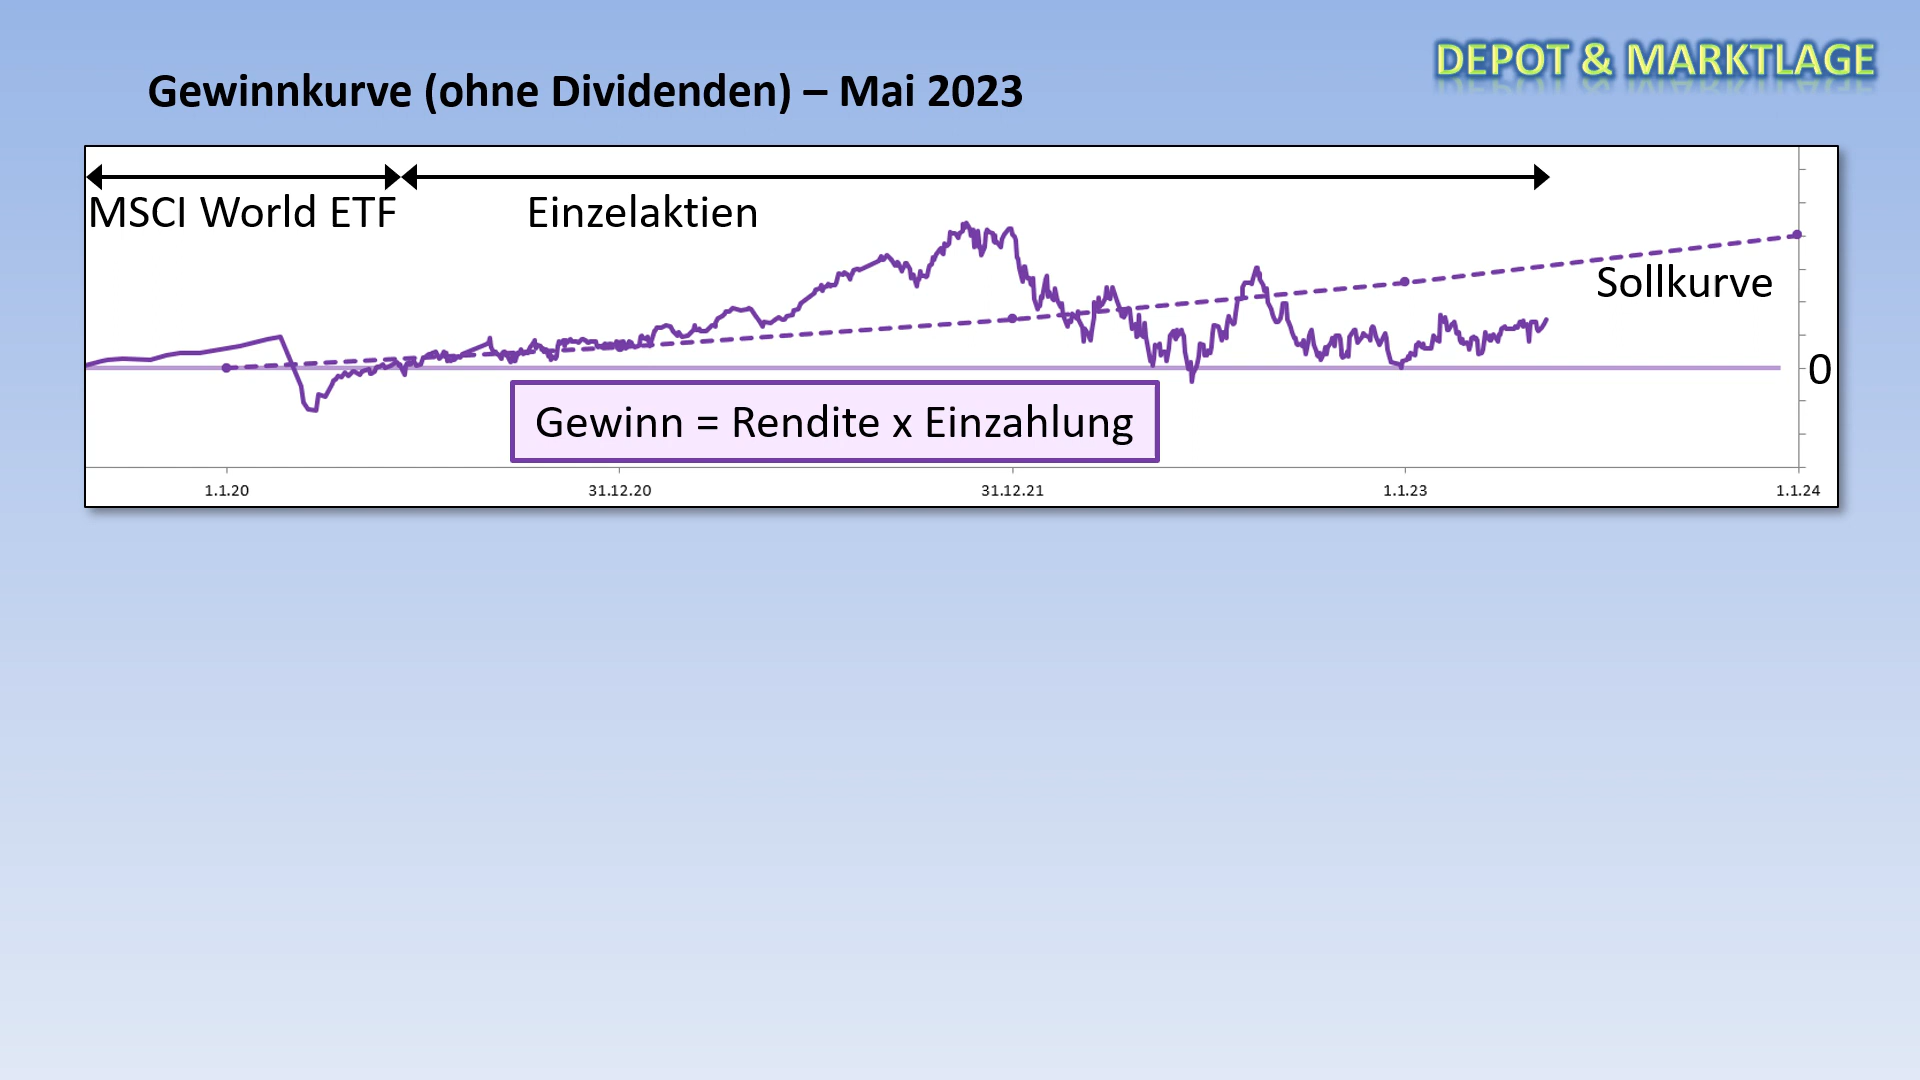 DEPOT & MARKTLAGE
Gewinnkurve (ohne Dividenden) – Mai 2023
MSCI World ETF
Einzelaktien
Sollkurve
0
Gewinn = Rendite x Einzahlung
1.1.20
31.12.20
31.12.21
1.1.23
1.1.24